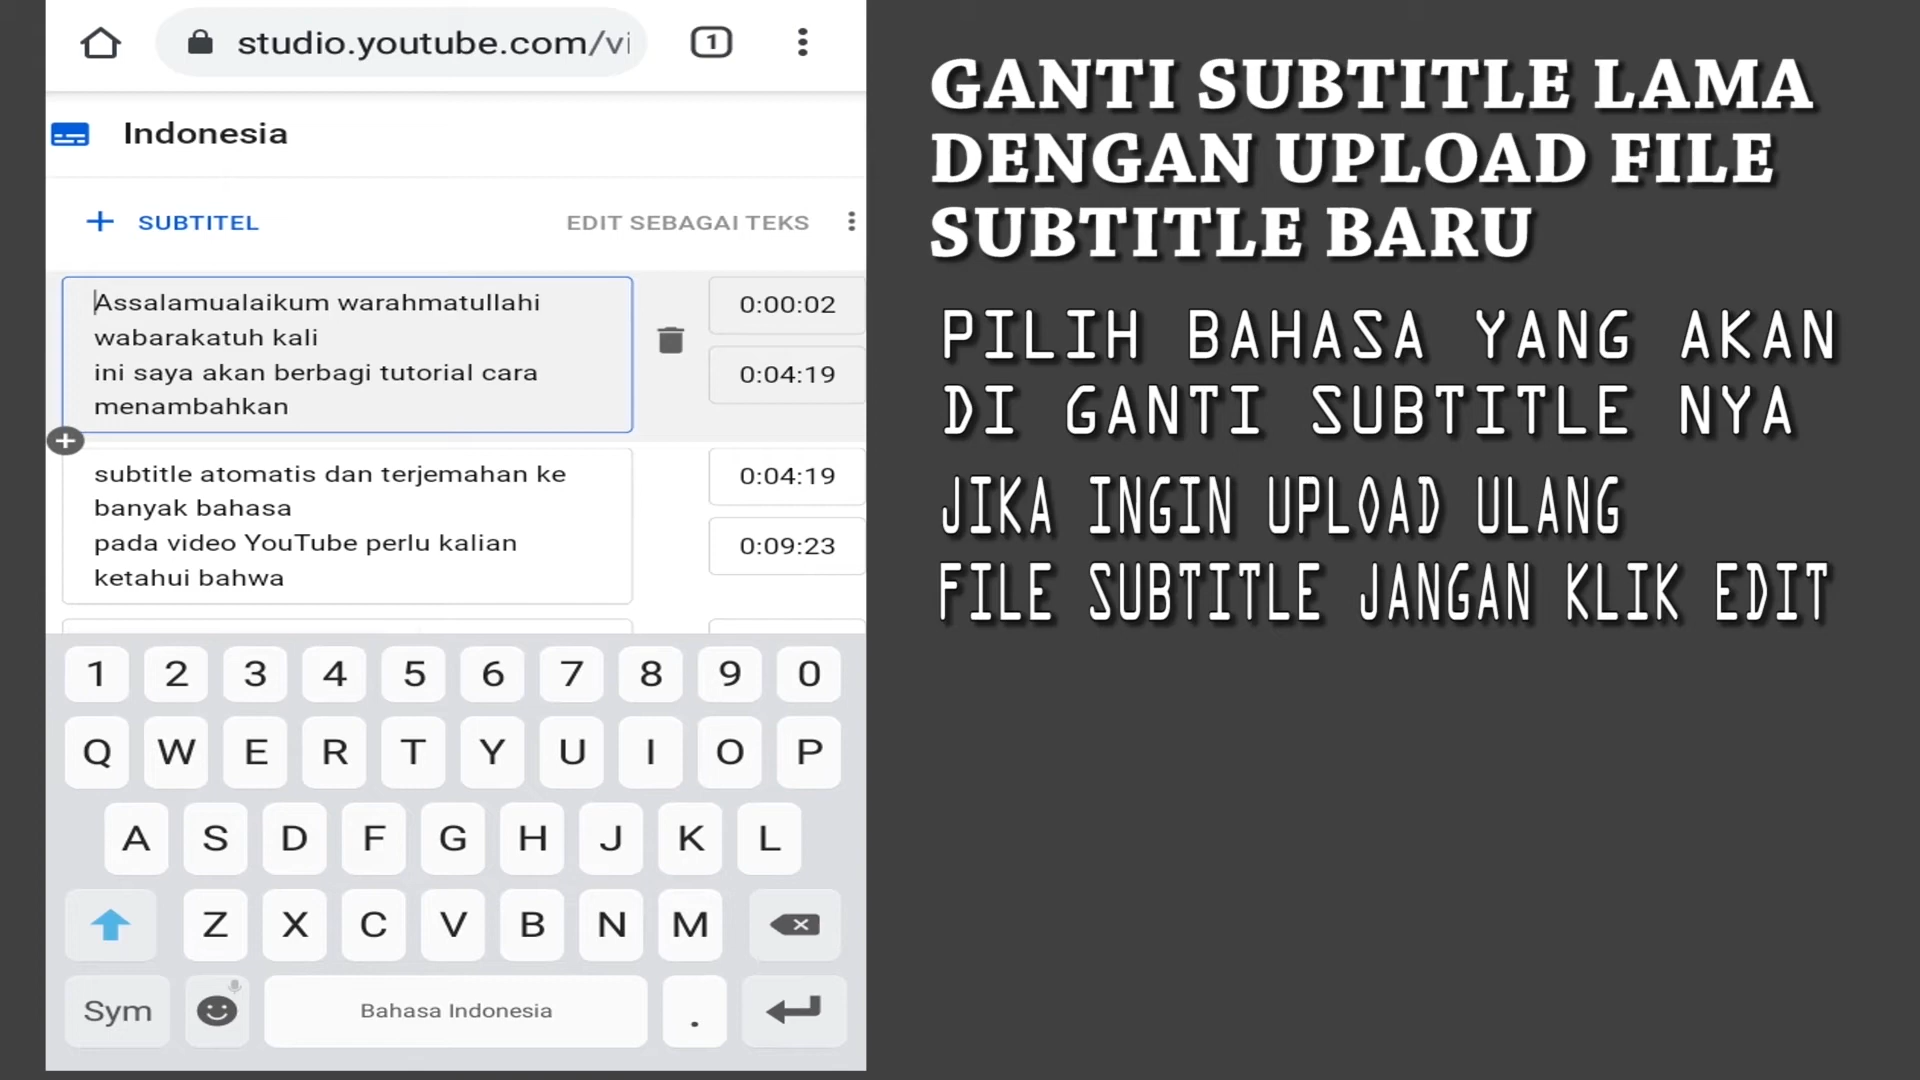 studio.youtube.com/vi
1
Indonesia
+ SUBTITEL
EDIT SEBAGAI TEKS
Assalamualaikum warahmatullahi
wabarakatuh kali
ini saya akan berbagi tutorial cara
menambahkan
0:00:02
0:04:19
subtitle atomatis dan terjemahan ke
banyak bahasa
pada video YouTube perlu kalian
ketahui bahwa
0:04:19
0:09:23
1 2 3 4 5 6 7 8 9 0
Q W E R T Y U I O P
A S D F G H J K L
Z X C V B N M
Sym
Bahasa Indonesia
.
GANTI SUBTITLE LAMA
DENGAN UPLOAD FILE
SUBTITLE BARU
PILIH BAHASA YANG AKAN
DI GANTI SUBTITLE NYA
JIKA INGIN UPLOAD ULANG
FILE SUBTITLE JANGAN KLIK EDIT